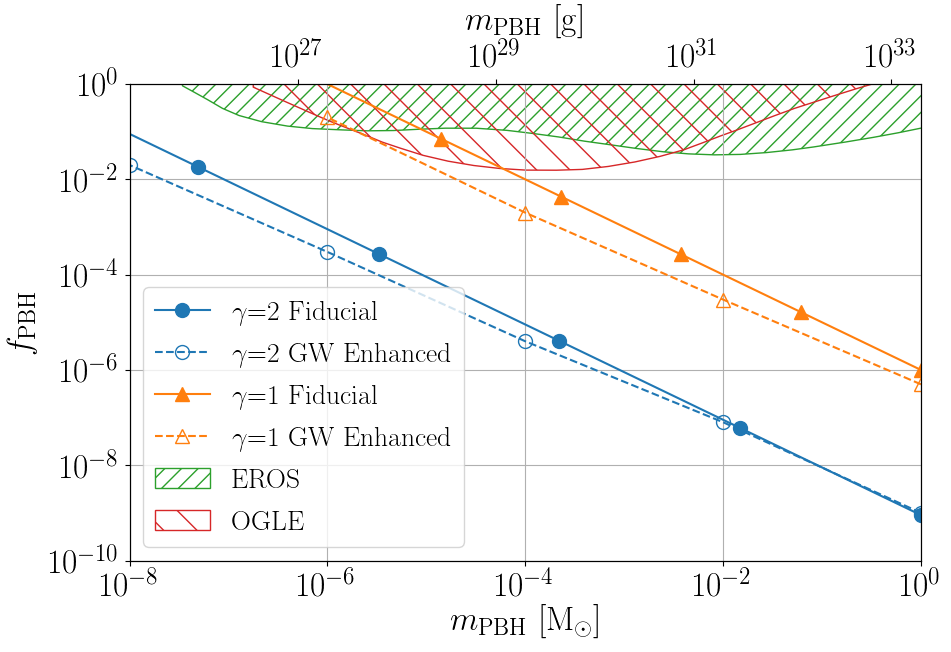 m_PBH [g]
10^27 10^29 10^31 10^33
10^0
10^−2
10^−4
10^−6
10^−8
10^−10
f_PBH
γ=2 Fiducial
γ=2 GW Enhanced
γ=1 Fiducial
γ=1 GW Enhanced
EROS
OGLE
10^−8 10^−6 10^−4 10^−2 10^0
m_PBH [M_⊙]